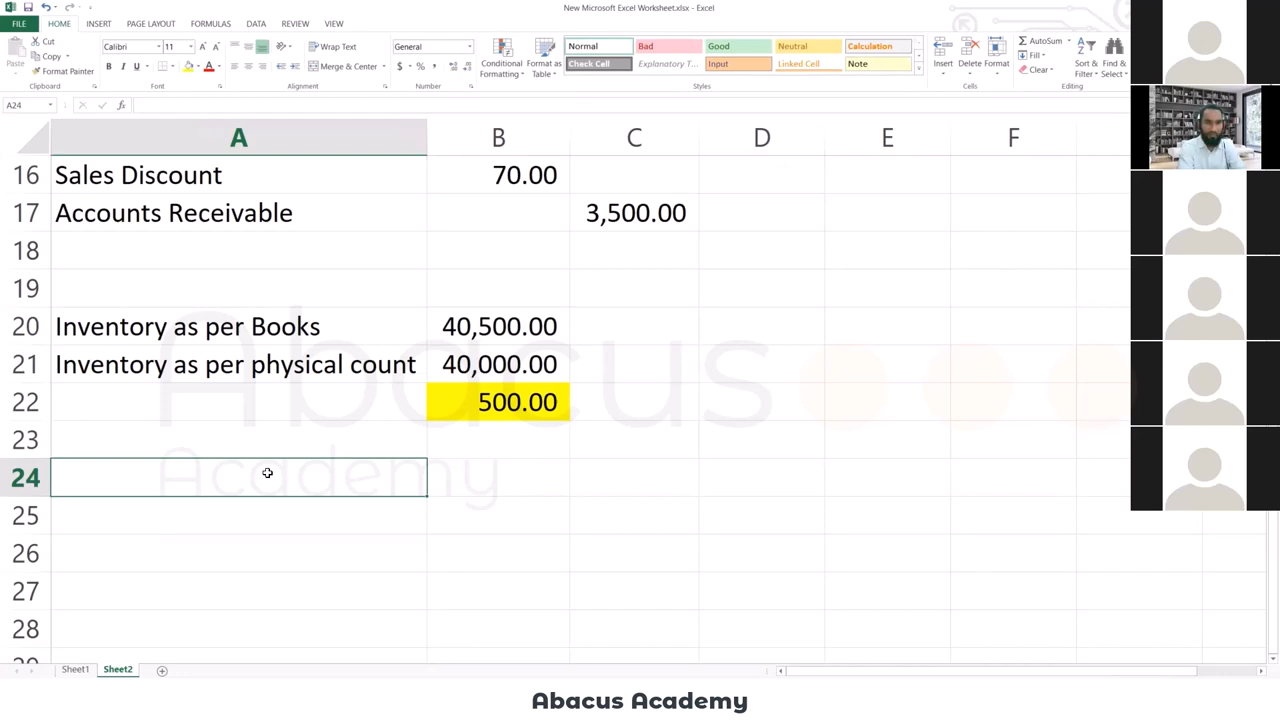 New Microsoft Excel Worksheet.xlsx - Excel
FILE HOME INSERT PAGE LAYOUT FORMULAS DATA REVIEW VIEW
Cut
Copy
Format Painter
Paste
Clipboard
Calibri 11
B I U
Font
Wrap Text
Merge & Center
Alignment
General
$ % ,
Number
Conditional Formatting
Format as Table
Normal Bad Good Neutral Calculation
Check Cell Explanatory T... Input Linked Cell Note
Styles
Insert Delete Format
Cells
AutoSum
Fill
Clear
Sort & Filter
Find & Select
Editing
A24
A B C D E F
16 Sales Discount 70.00
17 Accounts Receivable 3,500.00
18
19
20 Inventory as per Books 40,500.00
21 Inventory as per physical count 40,000.00
22 500.00
23
24
25
26
27
28
Abacus
Academy
Sheet1 Sheet2
Abacus Academy